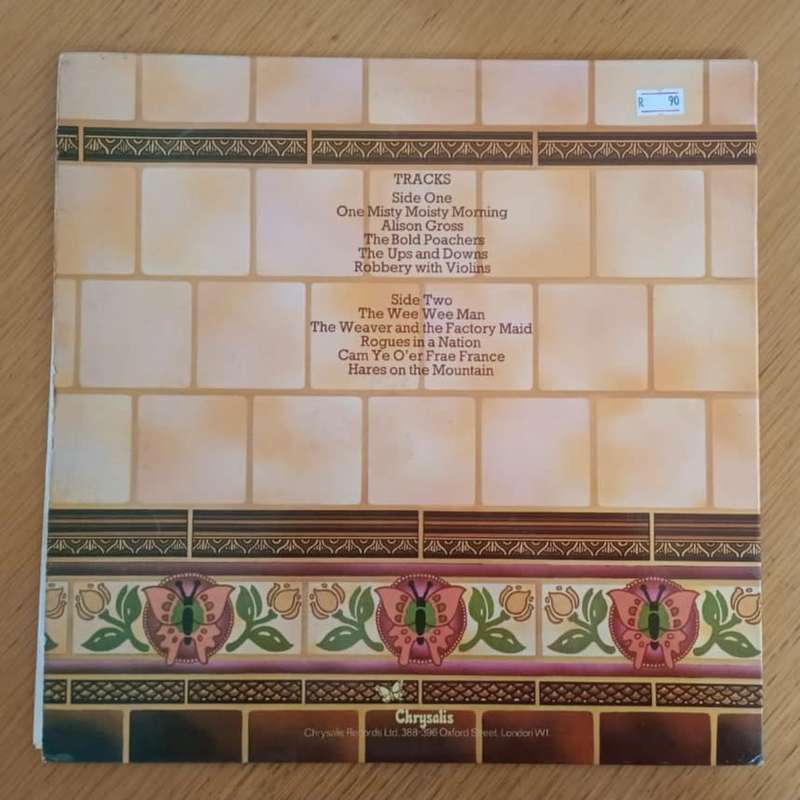 R 90
TRACKS
Side One
One Misty Moisty Morning
Alison Gross
The Bold Poachers
The Ups and Downs
Robbery with Violins
Side Two
The Wee Wee Man
The Weaver and the Factory Maid
Rogues in a Nation
Cam Ye O'er Frae France
Hares on the Mountain
Chrysalis
Chrysalis Records Ltd. 388-396 Oxford Street, London W1.